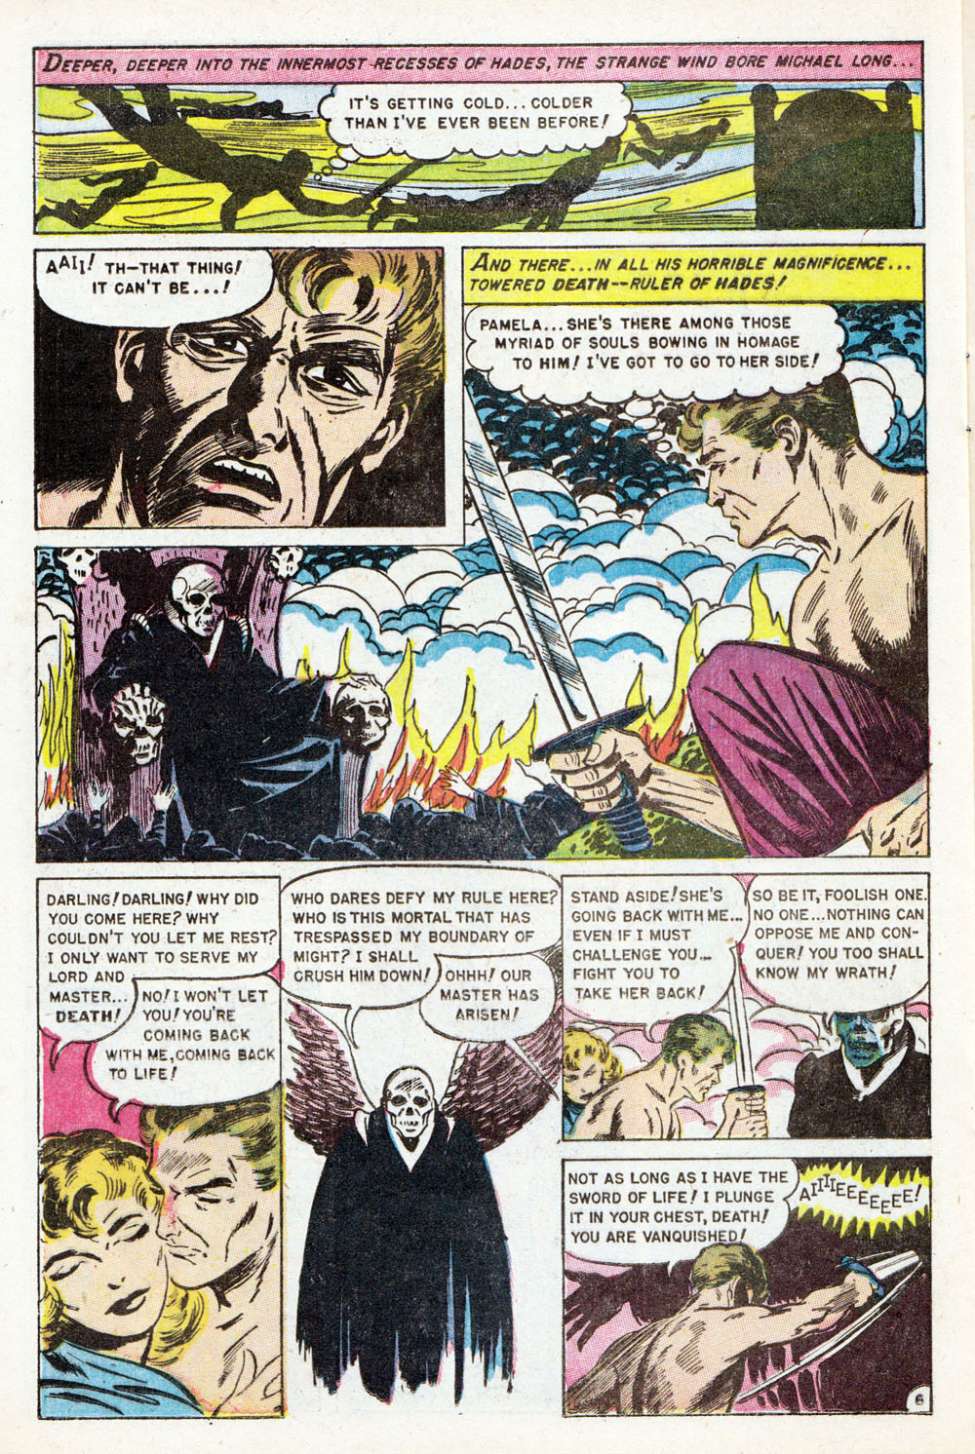 DEEPER, DEEPER INTO THE INNERMOST RECESSES OF HADES, THE STRANGE WIND BORE MICHAEL LONG...
IT'S GETTING COLD...COLDER
THAN I'VE EVER BEEN BEFORE!
AAII! TH-THAT THING!
IT CAN'T BE...!
AND THERE...IN ALL HIS HORRIBLE MAGNIFICENCE...
TOWERED DEATH--RULER OF HADES!
PAMELA...SHE'S THERE AMONG THOSE
MYRIAD OF SOULS BOWING IN HOMAGE
TO HIM! I'VE GOT TO GO TO HER SIDE!
DARLING! DARLING! WHY DID
YOU COME HERE? WHY
COULDN'T YOU LET ME REST?
I ONLY WANT TO SERVE MY
LORD AND
MASTER...
DEATH!
NO! I WON'T LET
YOU! YOU'RE
COMING BACK
WITH ME, COMING BACK
TO LIFE!
WHO DARES DEFY MY RULE HERE?
WHO IS THIS MORTAL THAT HAS
TRESPASSED MY BOUNDARY OF
MIGHT? I SHALL
CRUSH HIM DOWN!
OHHH! OUR
MASTER HAS
ARISEN!
STAND ASIDE! SHE'S
GOING BACK WITH ME...
EVEN IF I MUST
CHALLENGE YOU...
FIGHT YOU TO
TAKE HER BACK!
SO BE IT, FOOLISH ONE.
NO ONE...NOTHING CAN
OPPOSE ME AND CON-
QUER! YOU TOO SHALL
KNOW MY WRATH!
NOT AS LONG AS I HAVE THE
SWORD OF LIFE! I PLUNGE
IT IN YOUR CHEST, DEATH!
YOU ARE VANQUISHED!
AIIIIEEEEEEEE!
6